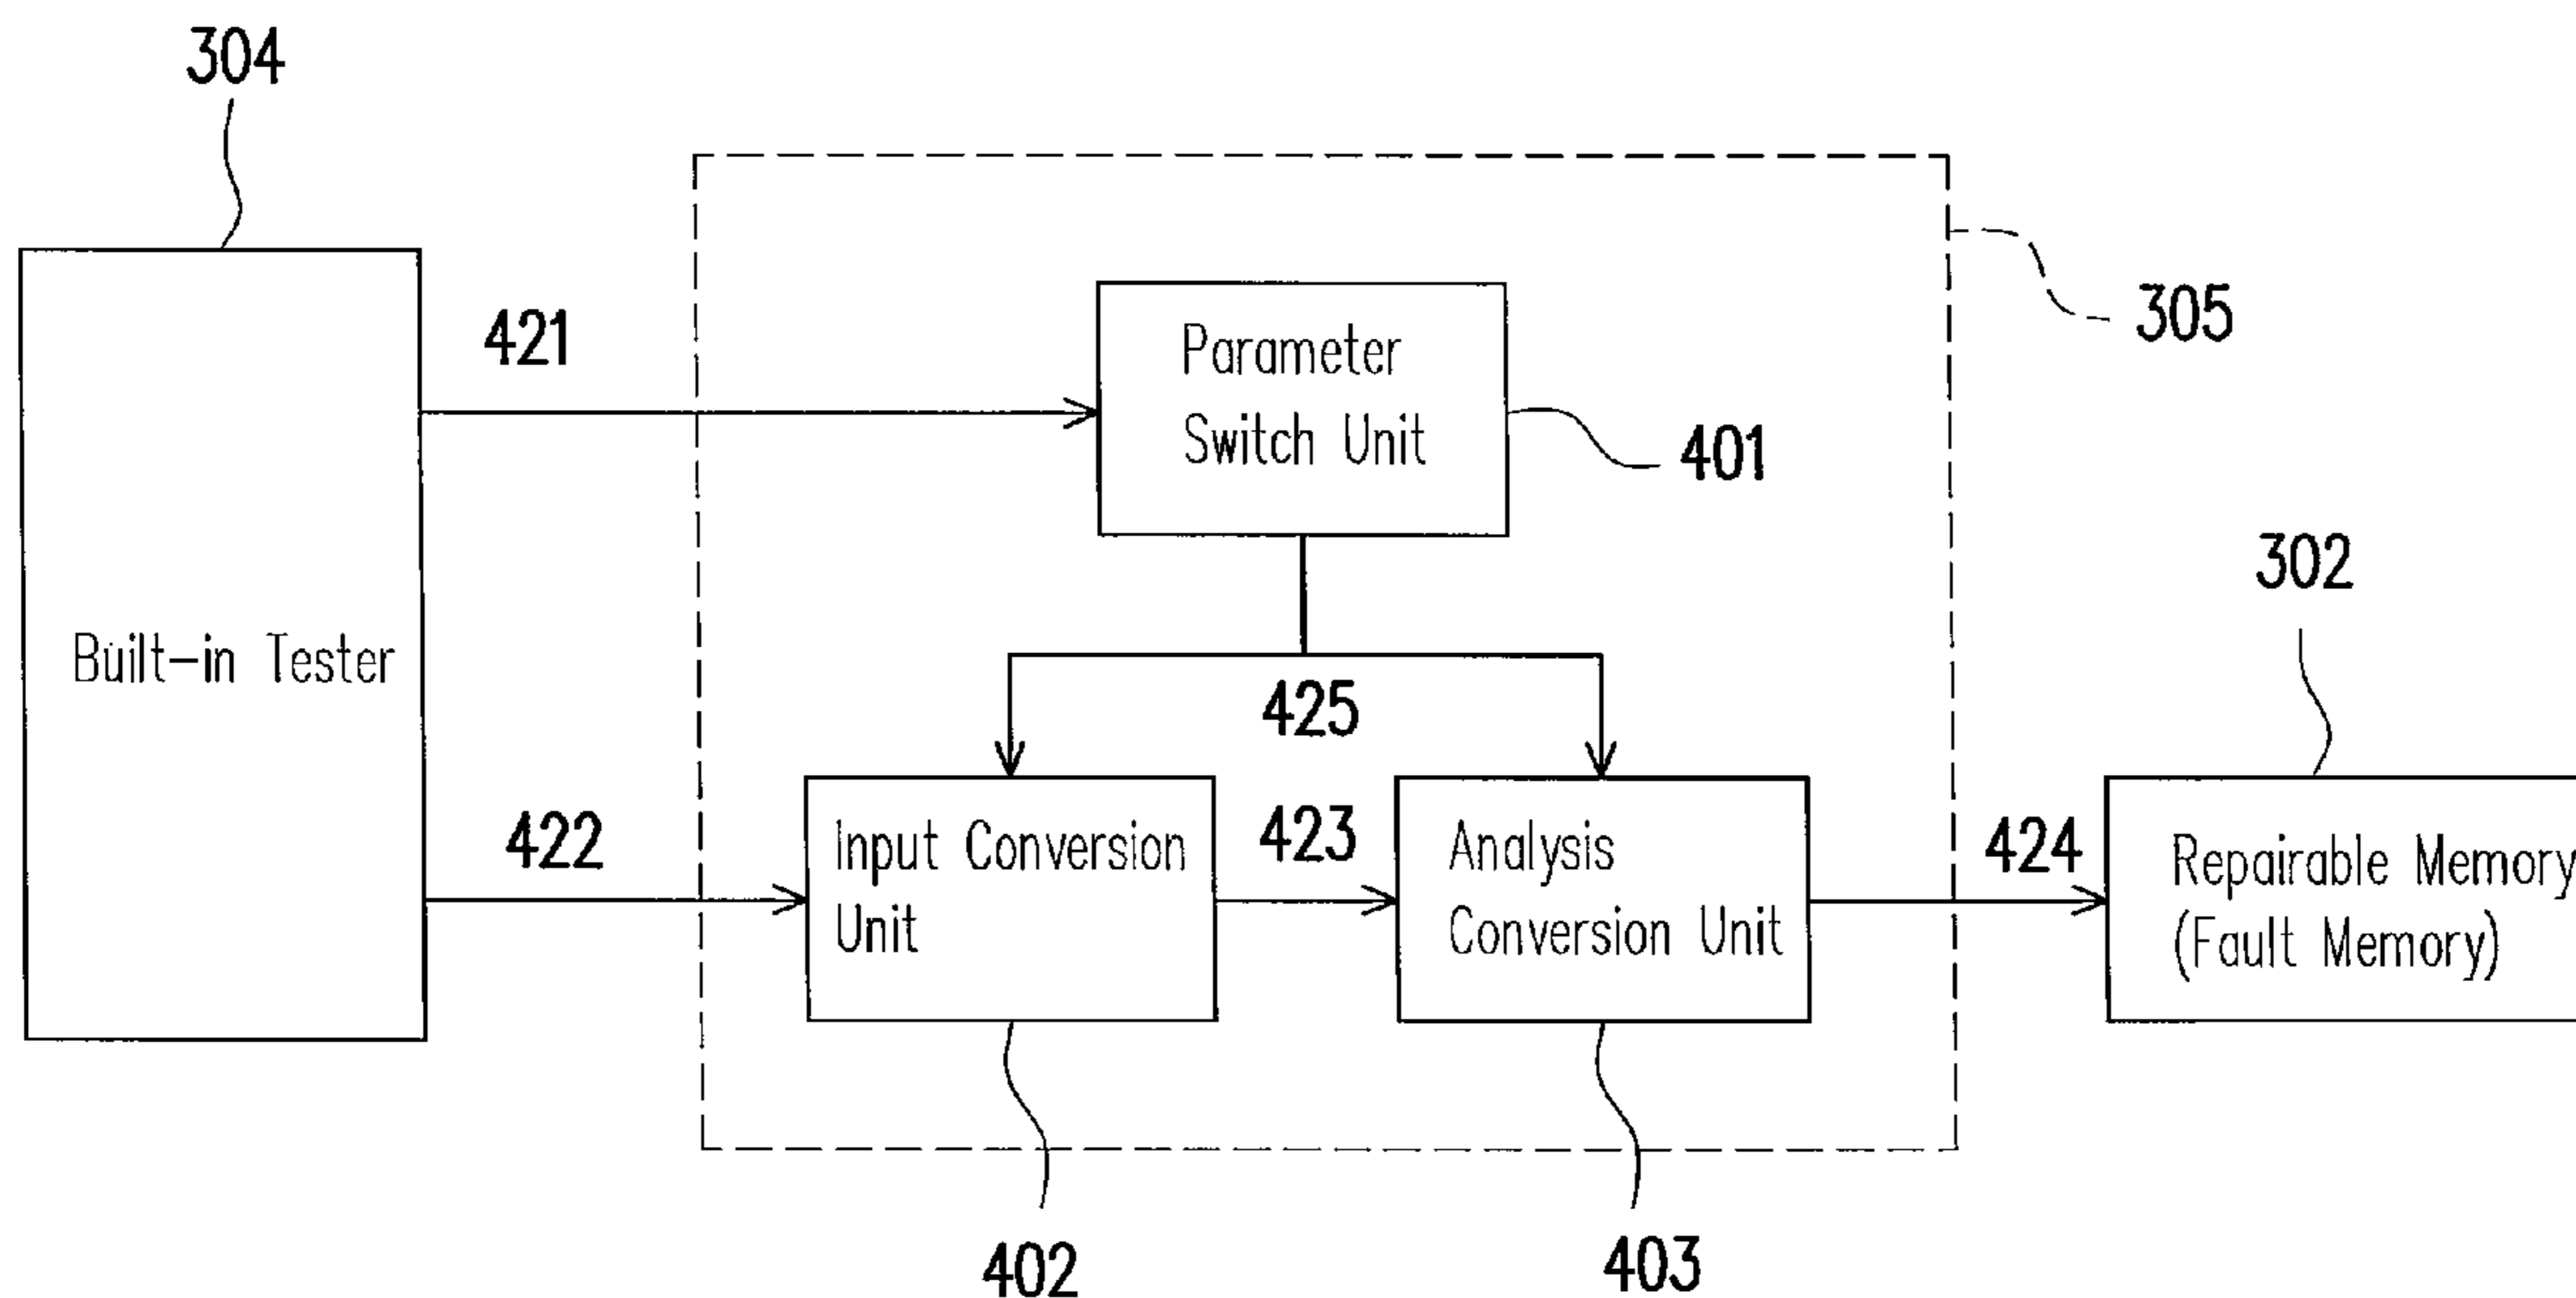 304
421
Parameter
Switch Unit
305
401
302
Built-in Tester
425
422
Input Conversion
Unit
423
Analysis
Conversion Unit
424
Repairable Memory
(Fault Memory)
402
403